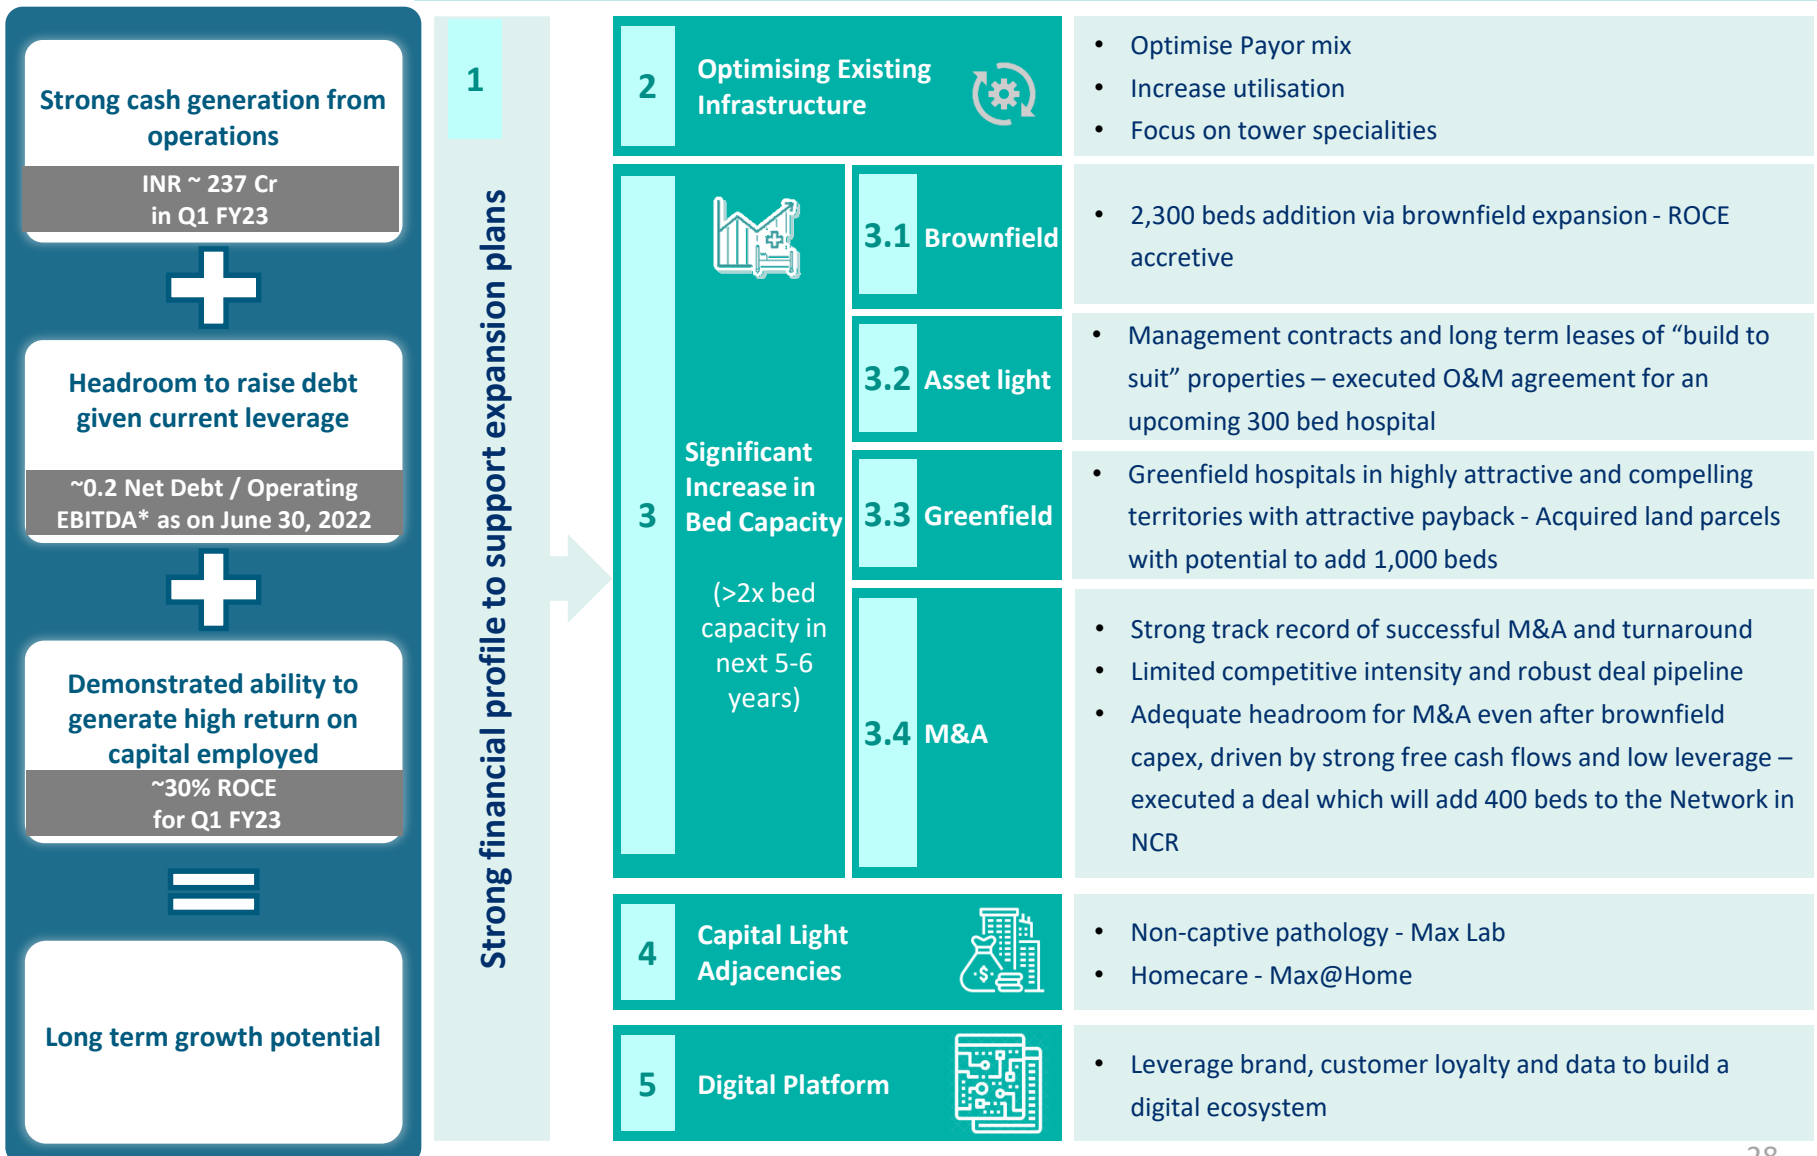 Strong cash generation from
operations
INR ~ 237 Cr
in Q1 FY23
Headroom to raise debt
given current leverage
~0.2 Net Debt / Operating
EBITDA* as on June 30, 2022
Demonstrated ability to
generate high return on
capital employed
~30% ROCE
for Q1 FY23
Long term growth potential
1
Strong financial profile to support expansion plans
2
Optimising Existing
Infrastructure
• Optimise Payor mix
• Increase utilisation
• Focus on tower specialities
3
Significant
Increase in
Bed Capacity
(>2x bed
capacity in
next 5-6
years)
3.1 Brownfield
• 2,300 beds addition via brownfield expansion - ROCE
accretive
3.2 Asset light
• Management contracts and long term leases of “build to
suit” properties – executed O&M agreement for an
upcoming 300 bed hospital
3.3 Greenfield
• Greenfield hospitals in highly attractive and compelling
territories with attractive payback - Acquired land parcels
with potential to add 1,000 beds
3.4 M&A
• Strong track record of successful M&A and turnaround
• Limited competitive intensity and robust deal pipeline
• Adequate headroom for M&A even after brownfield
capex, driven by strong free cash flows and low leverage –
executed a deal which will add 400 beds to the Network in
NCR
4
Capital Light
Adjacencies
$
• Non-captive pathology - Max Lab
• Homecare - Max@Home
5
Digital Platform
• Leverage brand, customer loyalty and data to build a
digital ecosystem
28